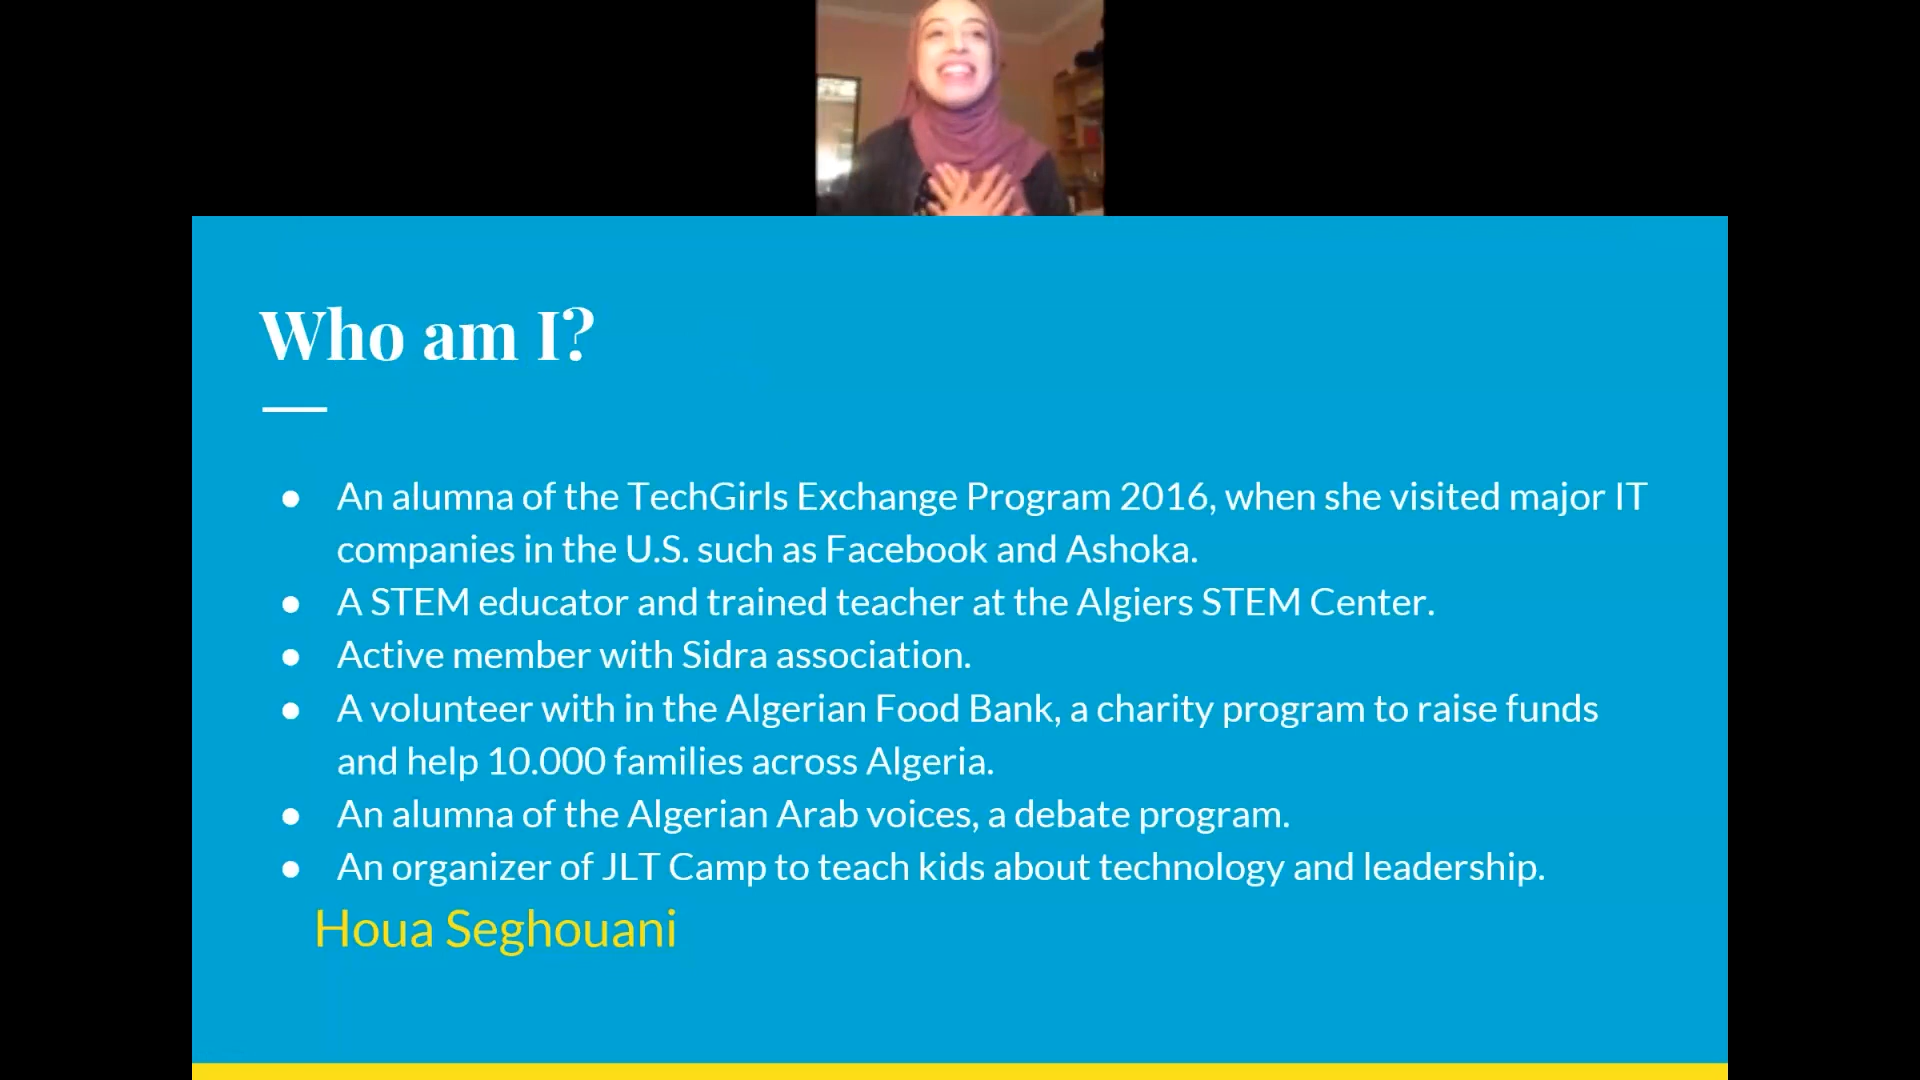 Who am I?
● An alumna of the TechGirls Exchange Program 2016, when she visited major IT
companies in the U.S. such as Facebook and Ashoka.
● A STEM educator and trained teacher at the Algiers STEM Center.
● Active member with Sidra association.
● A volunteer with in the Algerian Food Bank, a charity program to raise funds
and help 10.000 families across Algeria.
● An alumna of the Algerian Arab voices, a debate program.
● An organizer of JLT Camp to teach kids about technology and leadership.
Houa Seghouani